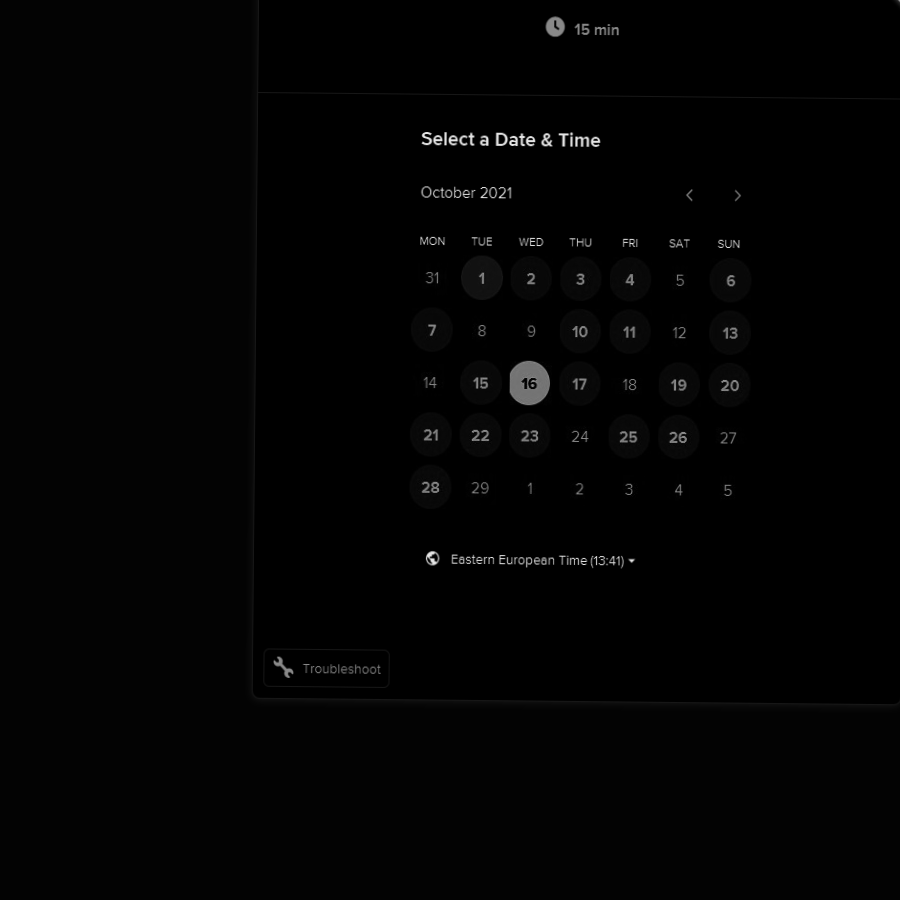 15 min
Select a Date & Time
October 2021
MON TUE WED THU FRI SAT SUN
31 1 2 3 4 5 6
7 8 9 10 11 12 13
14 15 16 17 18 19 20
21 22 23 24 25 26 27
28 29 1 2 3 4 5
Eastern European Time (13:41)
Troubleshoot